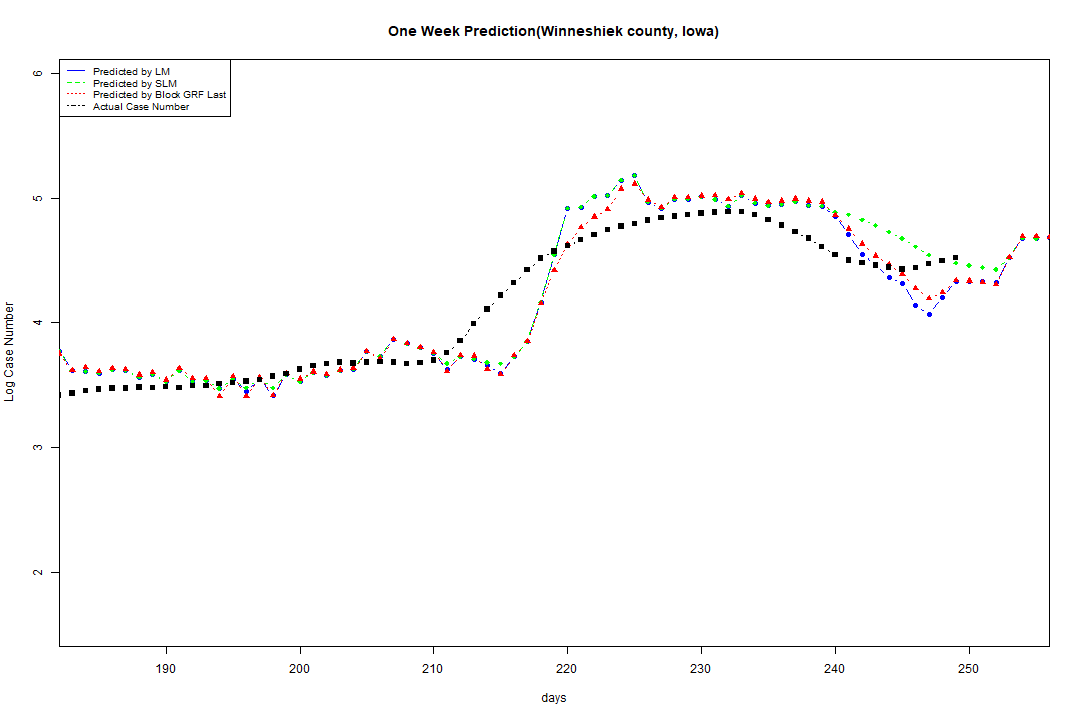 One Week Prediction(Winneshiek county, Iowa)
Predicted by LM
Predicted by SLM
Predicted by Block GRF Last
Actual Case Number
Log Case Number
6
5
4
3
2
190 200 210 220 230 240 250
days